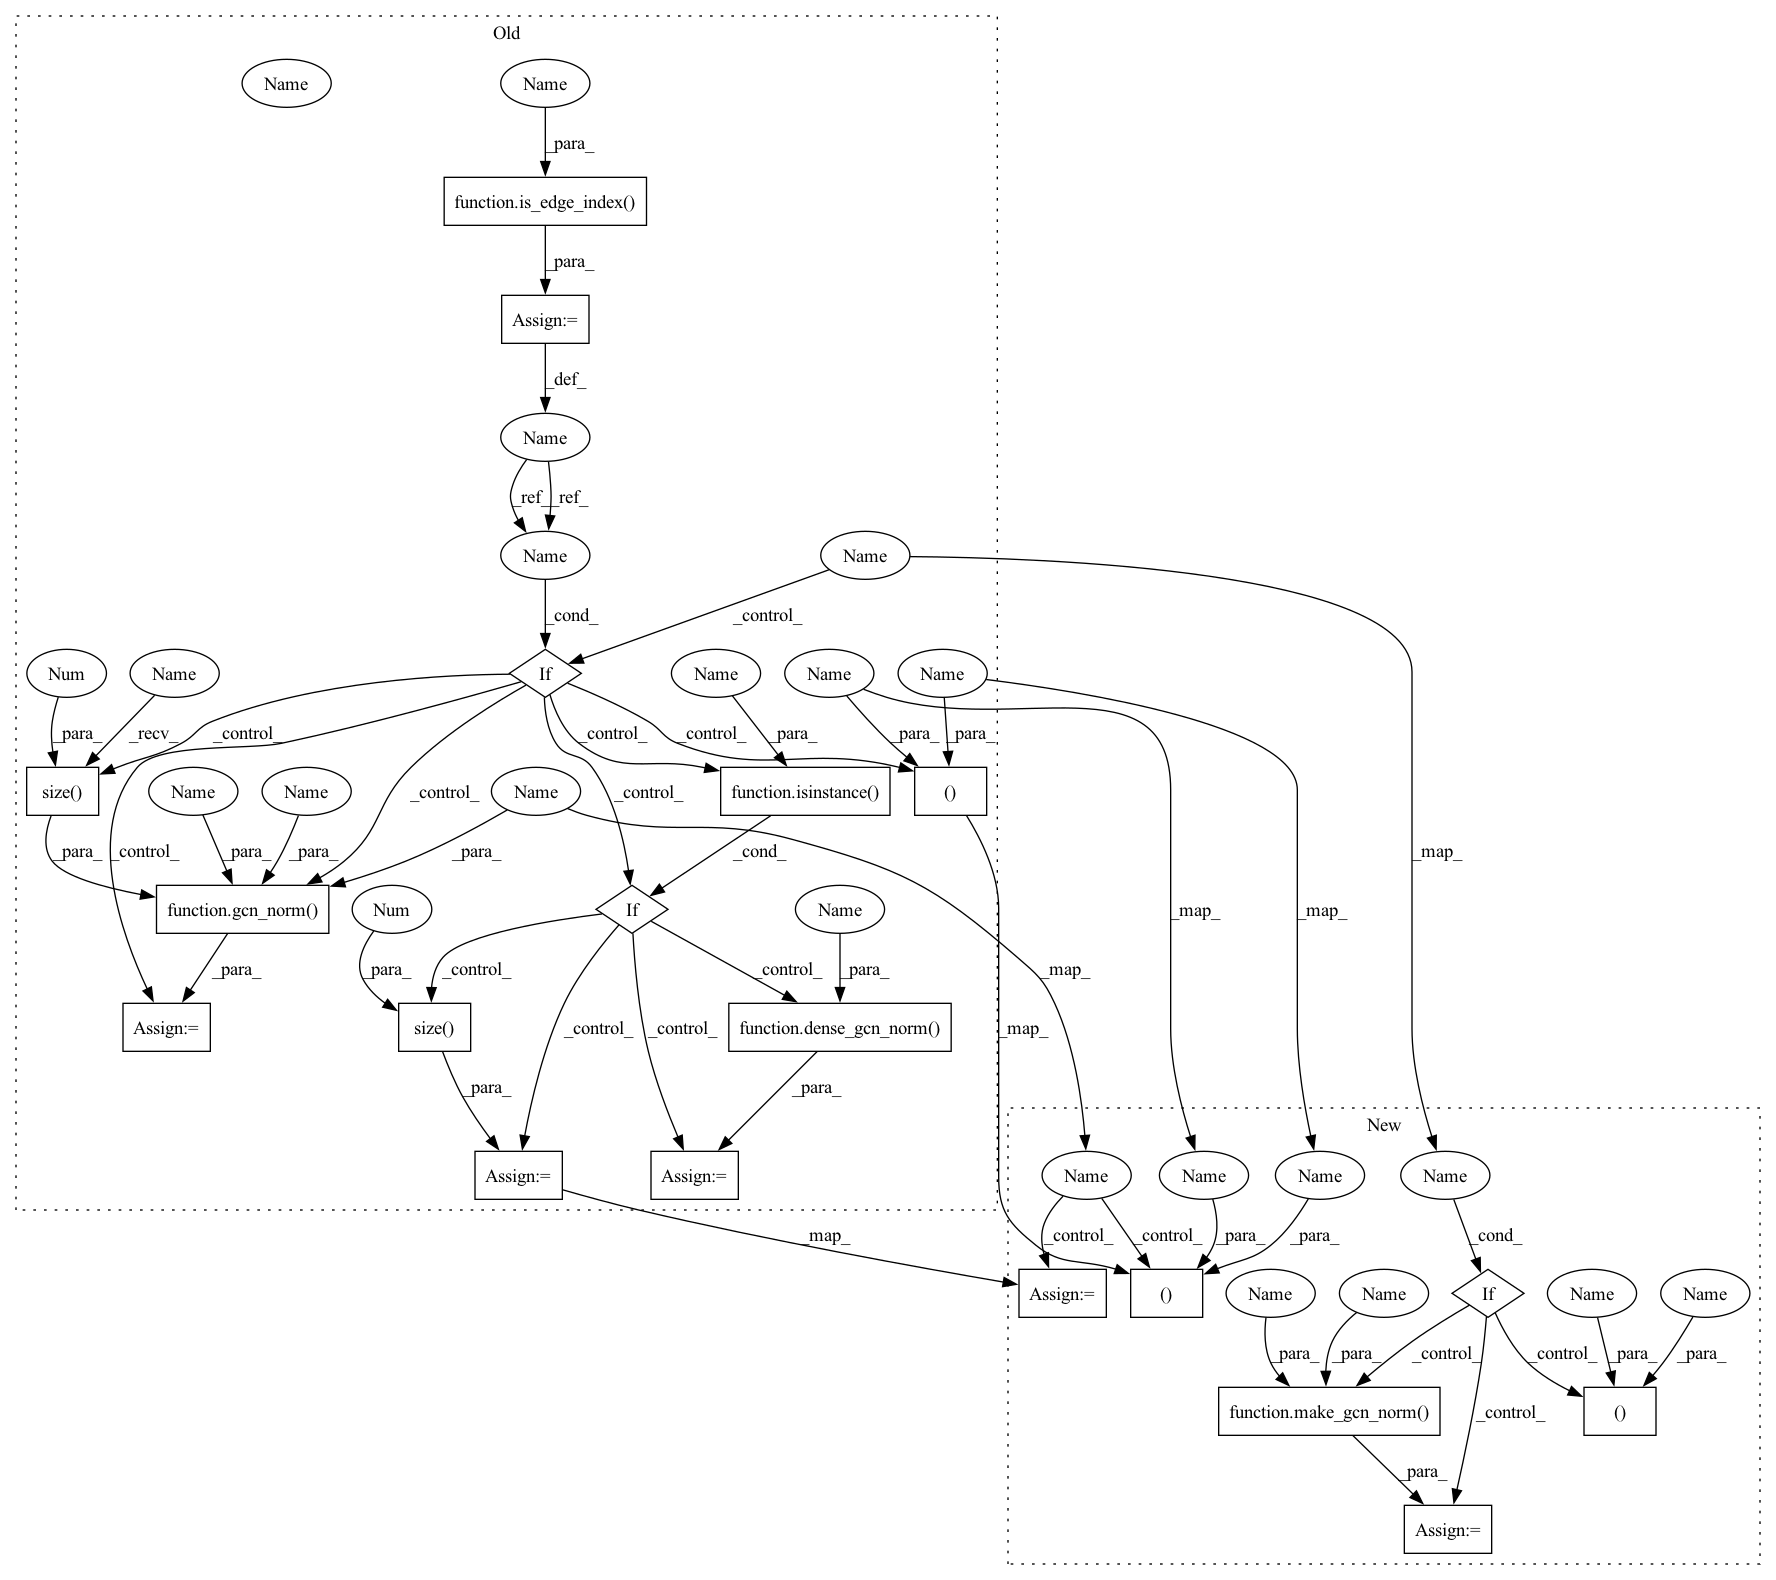 Old
Name
Name
_para_
function.is_edge_index()
_para_
Assign:=
_def_
Name
_ref_
_ref_
Name
Name
_cond_
_control_
Num
Name
If
Name
Name
Name
_para_
_recv_
_control_
_control_
_control_
_para_
_para_
_para_
size()
Name
Name
_control_
Name
_control_
function.isinstance()
()
_map_
_para_
_control_
_para_
_para_
_para_
_cond_
function.gcn_norm()
Num
If
Name
_map_
_map_
_para_
_para_
_control_
_control_
_para_
_map_
Assign:=
size()
_control_
_control_
function.dense_gcn_norm()
_map_
_para_
_para_
New
Assign:=
Assign:=
Name
Name
Name
Name
_map_
_control_
_control_
_para_
_para_
_cond_
Assign:=
()
Name
Name
If
Name
Name
_para_
_para_
_control_
_control_
_para_
_para_
function.make_gcn_norm()
_control_
()
_para_
Assign:=